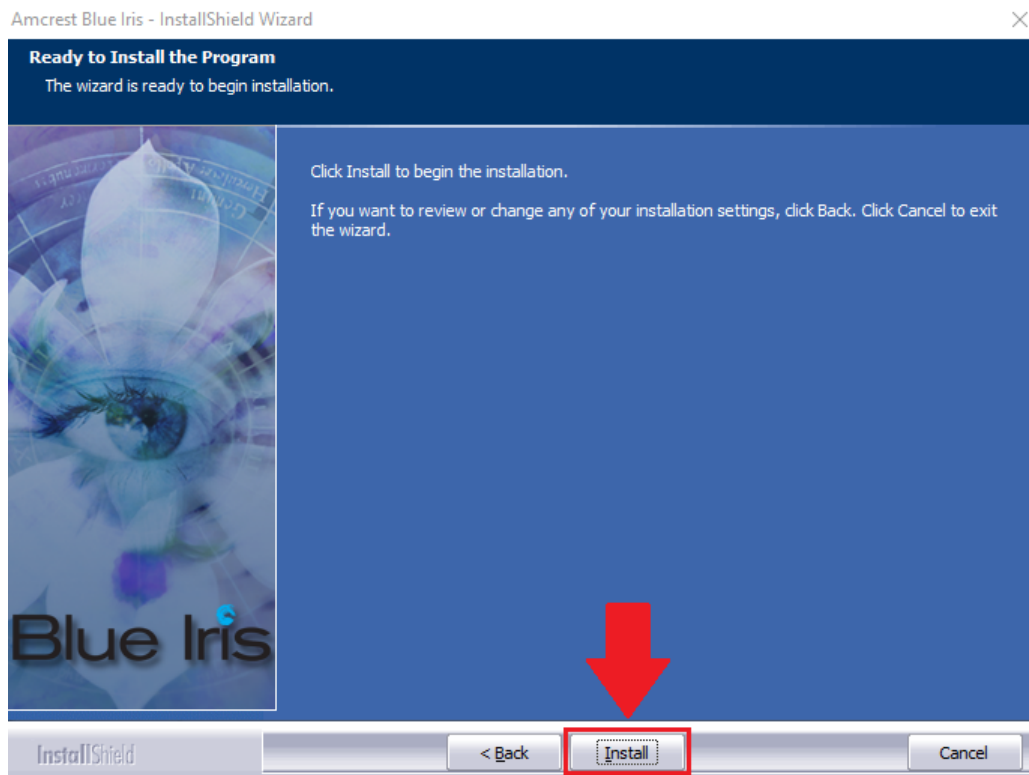 Amcrest Blue Iris - InstallShield Wizard
Ready to Install the Program
The wizard is ready to begin installation.
Click Install to begin the installation.
If you want to review or change any of your installation settings, click Back. Click Cancel to exit
the wizard.
Blue Iris
InstallShield
< Back
Install
Cancel